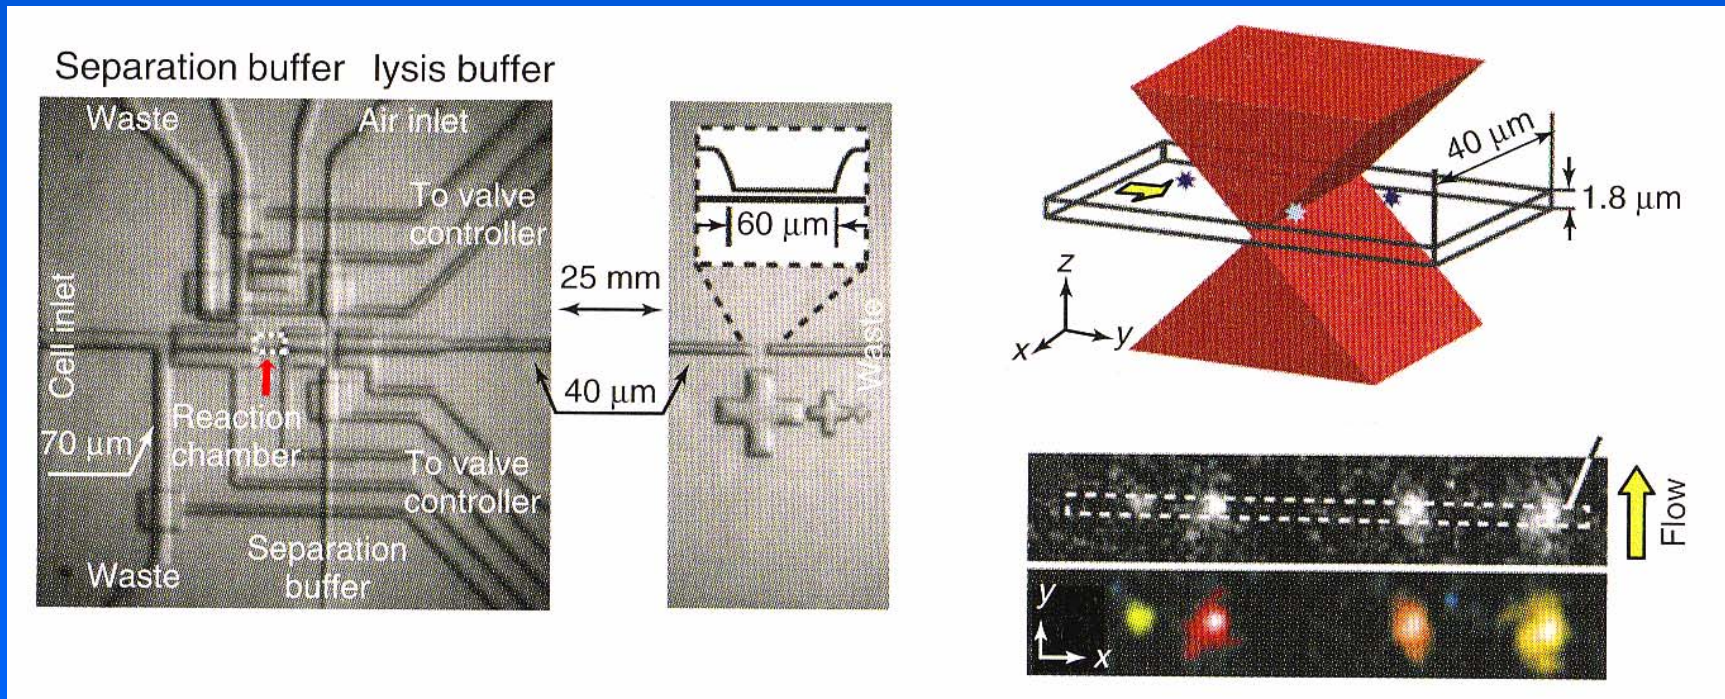 Separation buffer lysis buffer
Waste
Air inlet
To valve
controller
Cell inlet
Reaction
chamber
70 μm
To valve
controller
Separation
buffer
Waste
25 mm
40 μm
60 μm
Waste
40 μm
1.8 μm
z
x
y
Flow
y
x